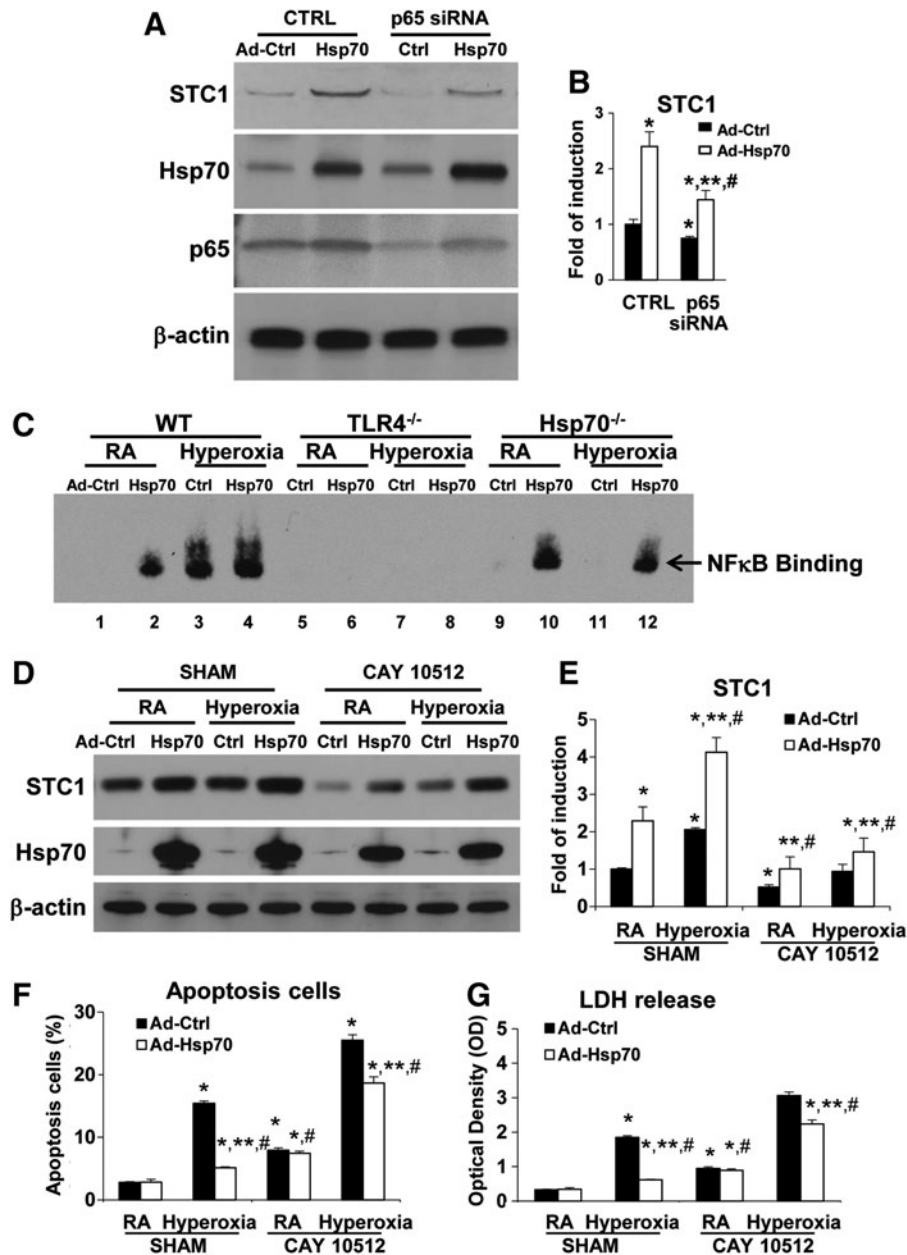 A
CTRL p65 siRNA
Ad-Ctrl Hsp70 Ctrl Hsp70
STC1
Hsp70
p65
β-actin
B
STC1
Ad-Ctrl
Ad-Hsp70
Fold of induction
3
2
1
0
*
*
*,**,#
CTRL p65 siRNA
C
WT TLR4-/- Hsp70-/-
RA Hyperoxia RA Hyperoxia RA Hyperoxia
Ad-Ctrl Hsp70 Ctrl Hsp70 Ctrl Hsp70 Ctrl Hsp70 Ctrl Hsp70 Ctrl Hsp70
NFκB Binding
1 2 3 4 5 6 7 8 9 10 11 12
D
SHAM CAY 10512
RA Hyperoxia RA Hyperoxia
Ad-Ctrl Hsp70 Ctrl Hsp70 Ctrl Hsp70 Ctrl Hsp70
STC1
Hsp70
β-actin
E
STC1
Ad-Ctrl
Ad-Hsp70
Fold of induction
5
4
3
2
1
0
*
*
*,**,#
*
**,#
*,**,#
RA Hyperoxia RA Hyperoxia
SHAM CAY 10512
F
Apoptosis cells
Ad-Ctrl
Ad-Hsp70
Apoptosis cells (%)
30
20
10
0
*
*,**,#
*
*,#
*
*,**,#
RA Hyperoxia RA Hyperoxia
SHAM CAY 10512
G
LDH release
Ad-Ctrl
Ad-Hsp70
Optical Density (OD)
5
4
3
2
1
0
*
*,**,#
*
*,#
*,**,#
RA Hyperoxia RA Hyperoxia
SHAM CAY 10512